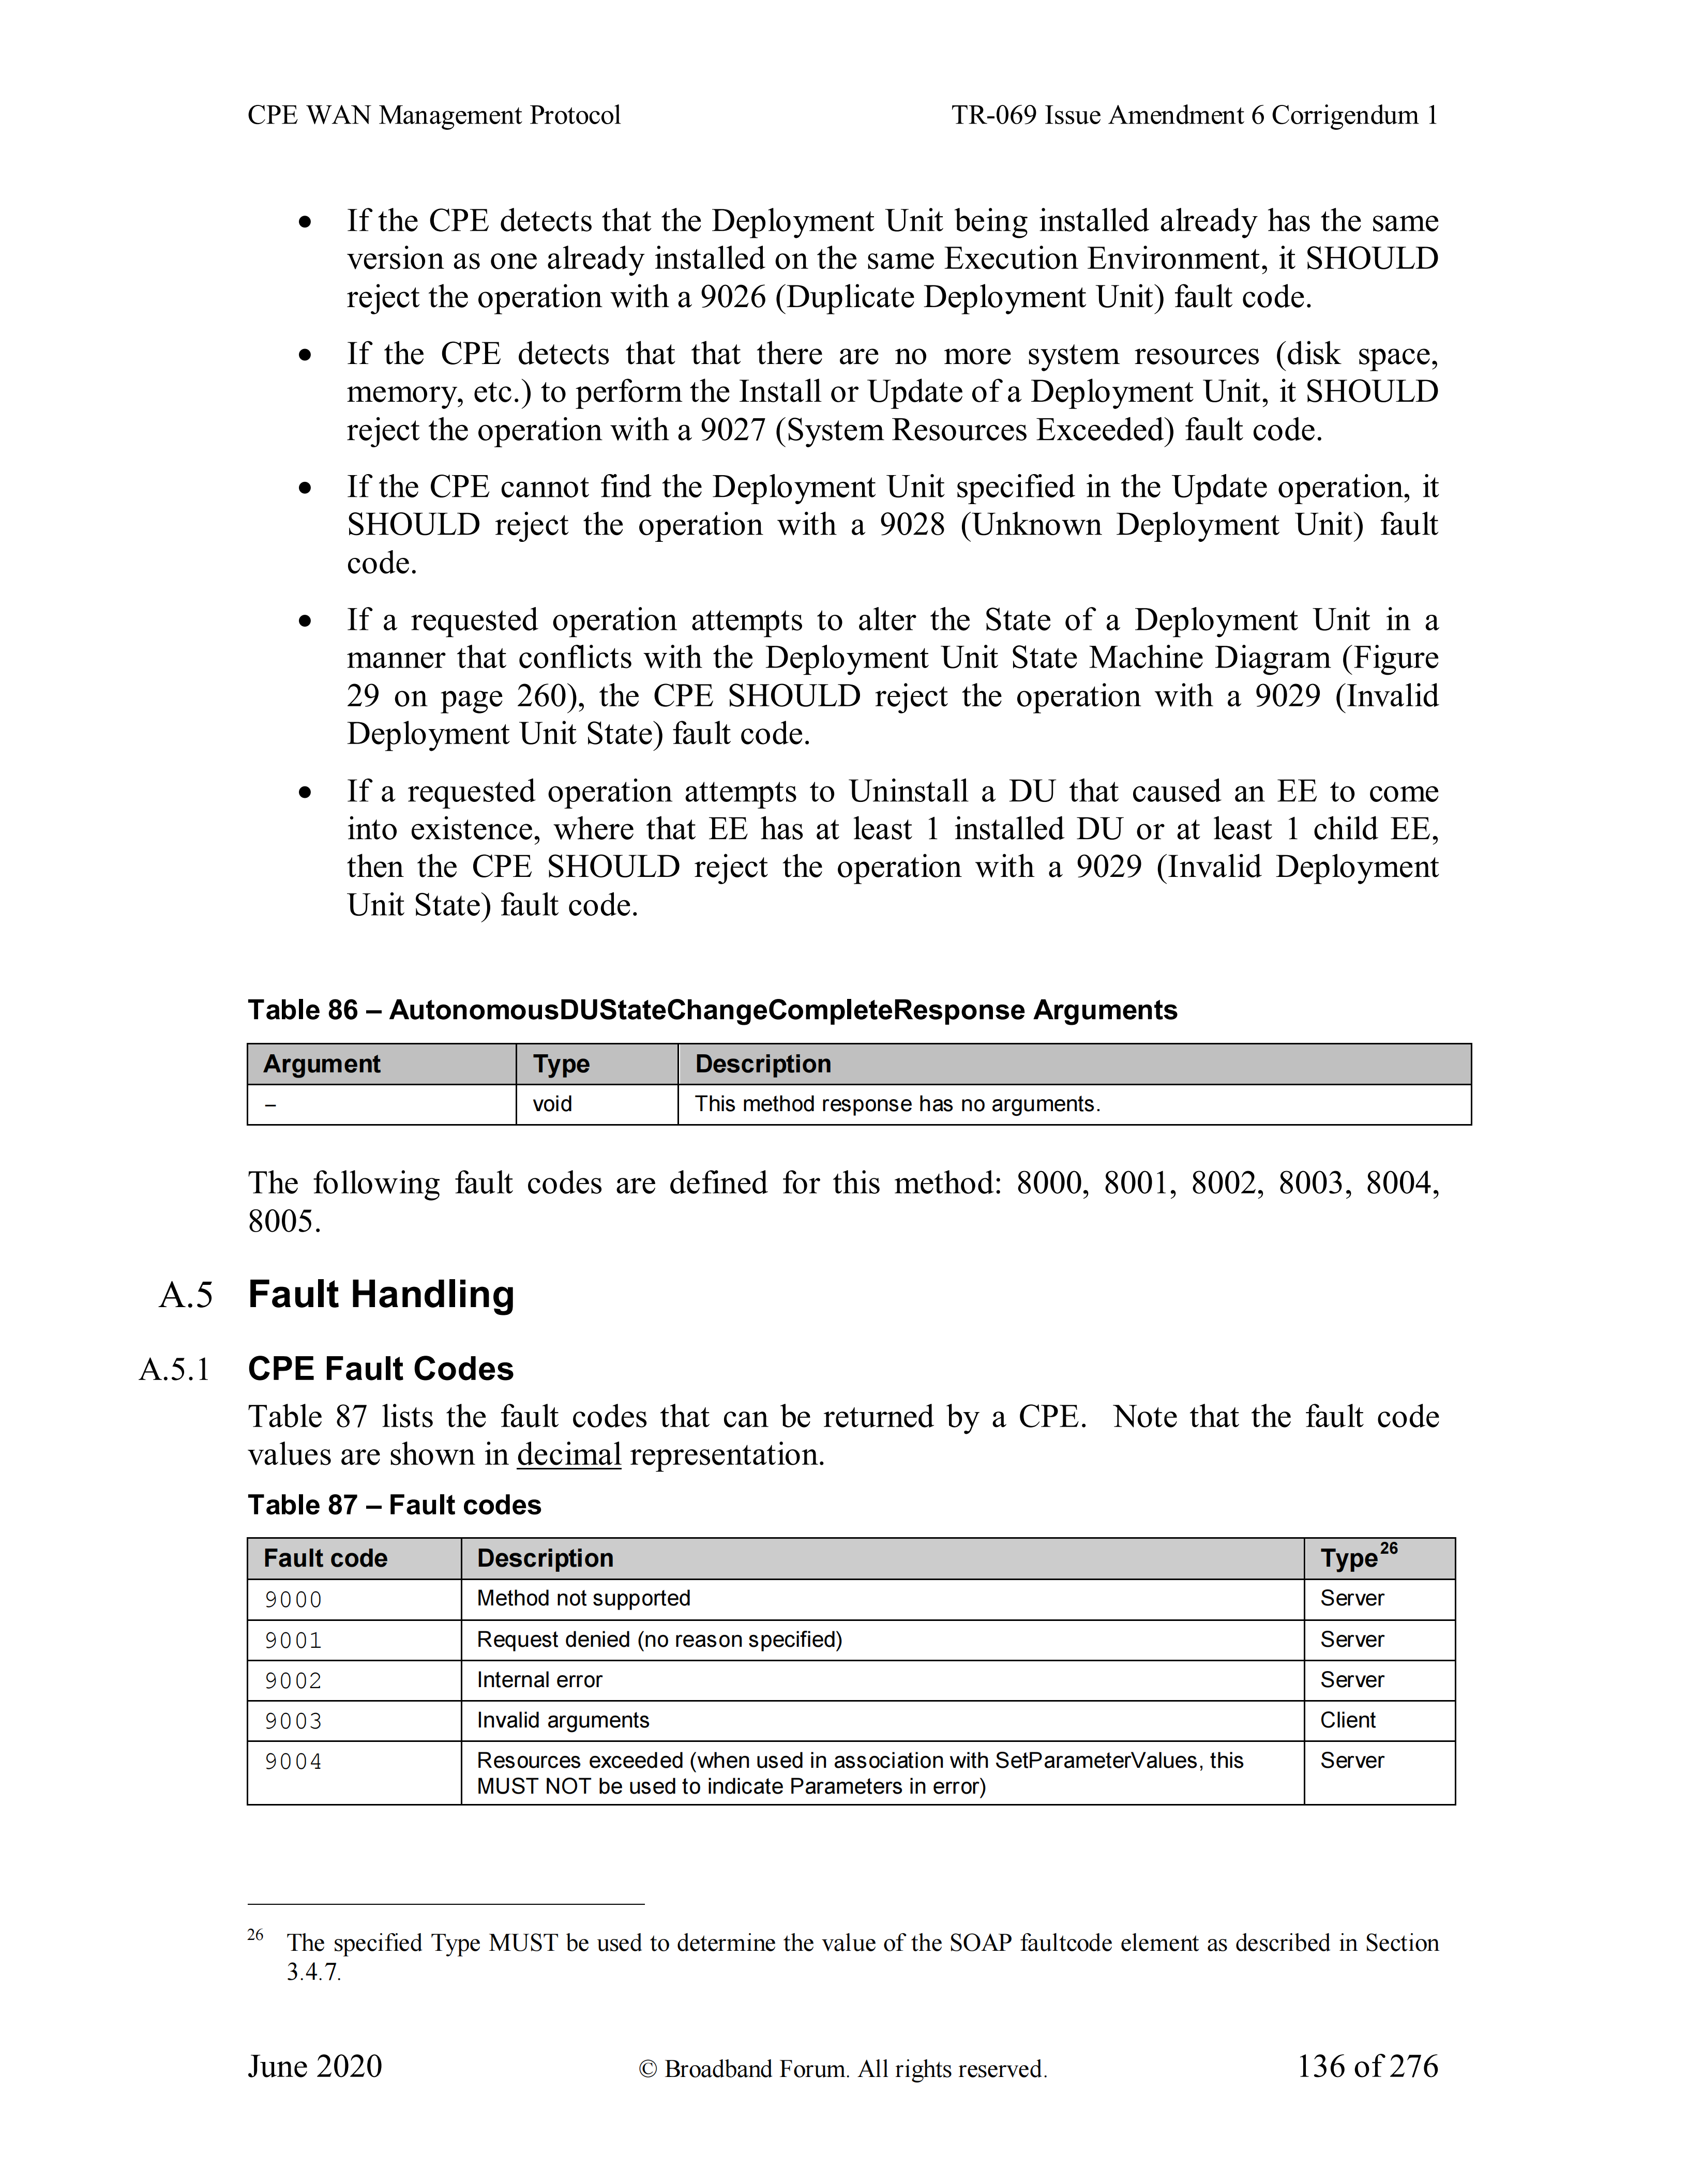 CPE WAN Management Protocol TR-069 Issue Amendment 6 Corrigendum 1
• If the CPE detects that the Deployment Unit being installed already has the same
version as one already installed on the same Execution Environment, it SHOULD
reject the operation with a 9026 (Duplicate Deployment Unit) fault code.
• If the CPE detects that that there are no more system resources (disk space,
memory, etc.) to perform the Install or Update of a Deployment Unit, it SHOULD
reject the operation with a 9027 (System Resources Exceeded) fault code.
• If the CPE cannot find the Deployment Unit specified in the Update operation, it
SHOULD reject the operation with a 9028 (Unknown Deployment Unit) fault
code.
• If a requested operation attempts to alter the State of a Deployment Unit in a
manner that conflicts with the Deployment Unit State Machine Diagram (Figure
29 on page 260), the CPE SHOULD reject the operation with a 9029 (Invalid
Deployment Unit State) fault code.
• If a requested operation attempts to Uninstall a DU that caused an EE to come
into existence, where that EE has at least 1 installed DU or at least 1 child EE,
then the CPE SHOULD reject the operation with a 9029 (Invalid Deployment
Unit State) fault code.
Table 86 – AutonomousDUStateChangeCompleteResponse Arguments
Argument Type Description
– void This method response has no arguments.
The following fault codes are defined for this method: 8000, 8001, 8002, 8003, 8004,
8005.
A.5 Fault Handling
A.5.1 CPE Fault Codes
Table 87 lists the fault codes that can be returned by a CPE. Note that the fault code
values are shown in decimal representation.
Table 87 – Fault codes
Fault code Description Type26
9000 Method not supported Server
9001 Request denied (no reason specified) Server
9002 Internal error Server
9003 Invalid arguments Client
9004 Resources exceeded (when used in association with SetParameterValues, this Server
MUST NOT be used to indicate Parameters in error)
26 The specified Type MUST be used to determine the value of the SOAP faultcode element as described in Section
3.4.7.
June 2020 © Broadband Forum. All rights reserved. 136 of 276